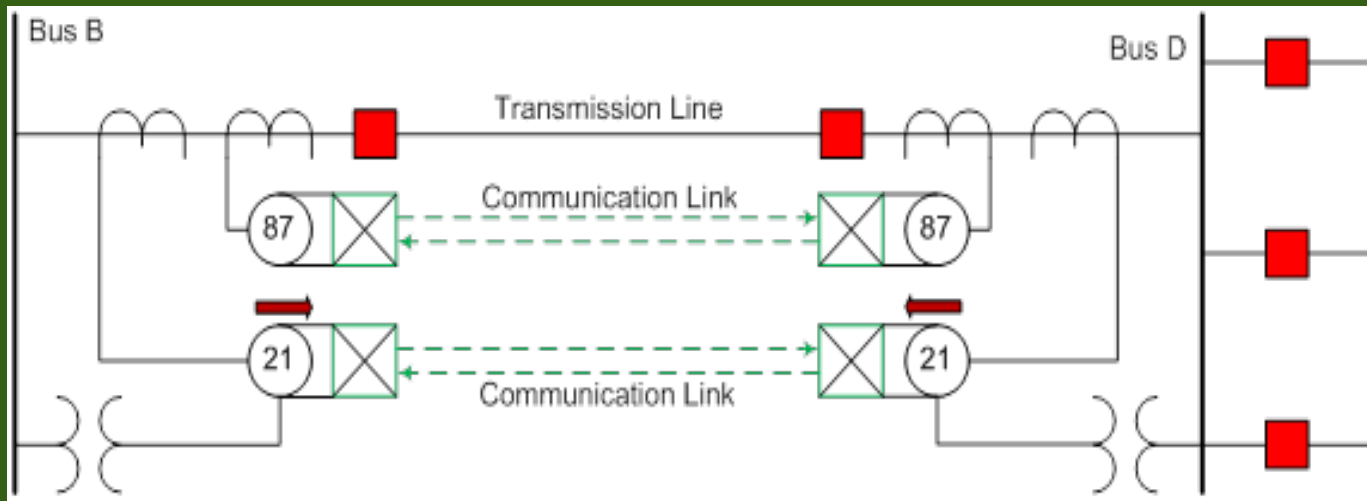 Bus B
Bus D
Transmission Line
Communication Link
87
87
21
21
Communication Link